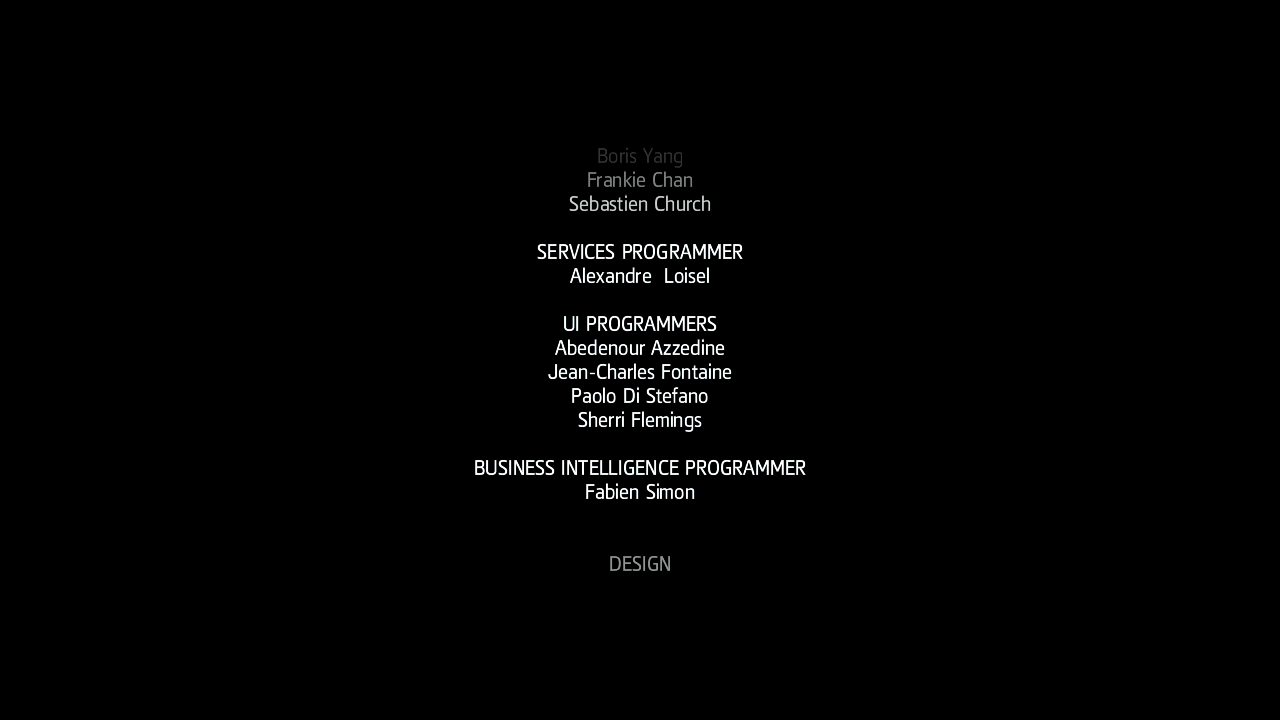 Boris Yang
Frankie Chan
Sebastien Church
SERVICES PROGRAMMER
Alexandre  Loisel
UI PROGRAMMERS
Abedenour Azzedine
Jean-Charles Fontaine
Paolo Di Stefano
Sherri Flemings
BUSINESS INTELLIGENCE PROGRAMMER
Fabien Simon
DESIGN